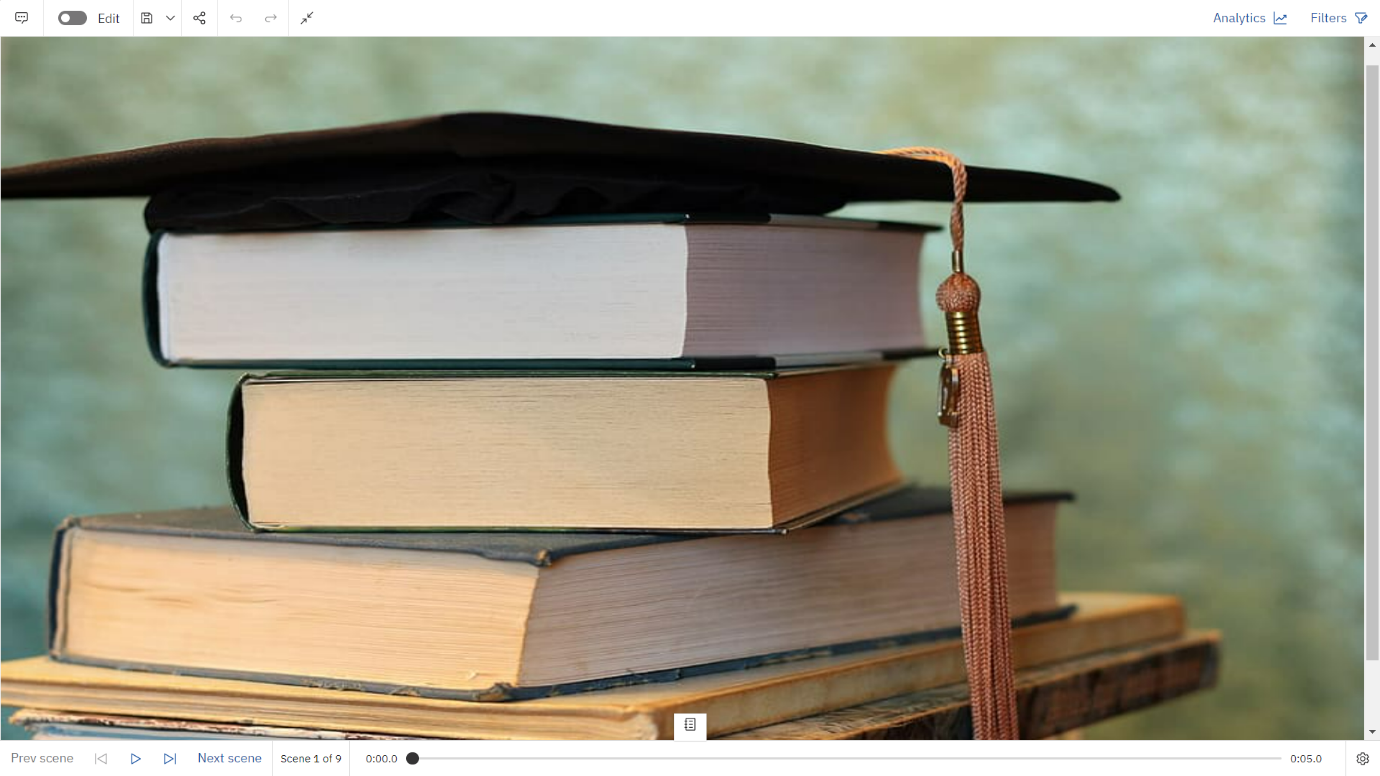 Edit
Analytics
Filters
Prev scene
Next scene
Scene 1 of 9
0:00.0
0:05.0